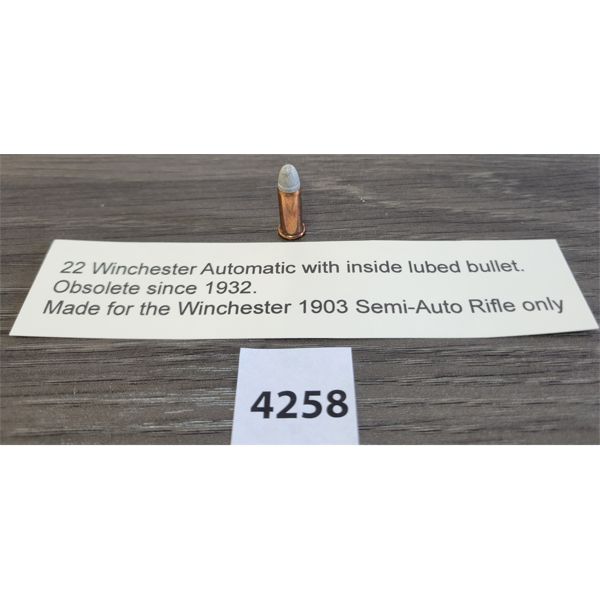 22 Winchester Automatic with inside lubed bullet.
Obsolete since 1932.
Made for the Winchester 1903 Semi-Auto Rifle only
4258